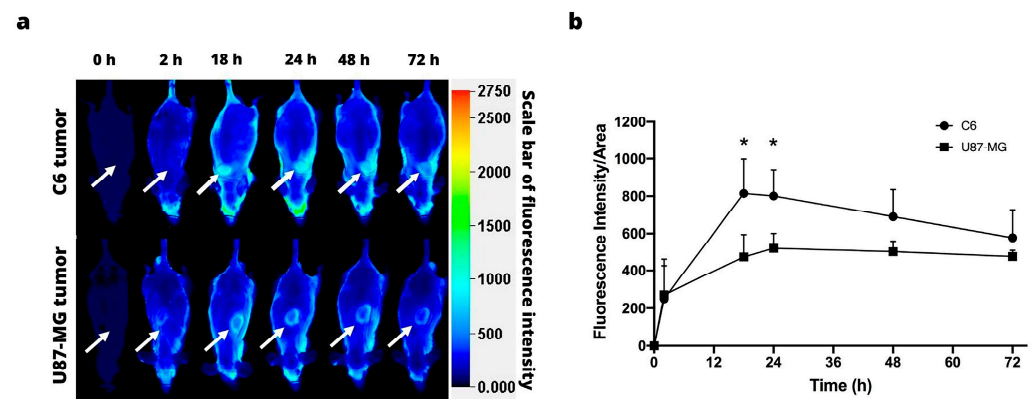 a
0 h 2 h 18 h 24 h 48 h 72 h
C6 tumor
U87-MG tumor
2750
2500
2000
1500
1000
500
0.000
Scale bar of fluorescence intensity
b
Fluorescence Intensity/Area
1200
1000
800
600
400
200
0
* *
C6
U87-MG
0 12 24 36 48 60 72
Time (h)